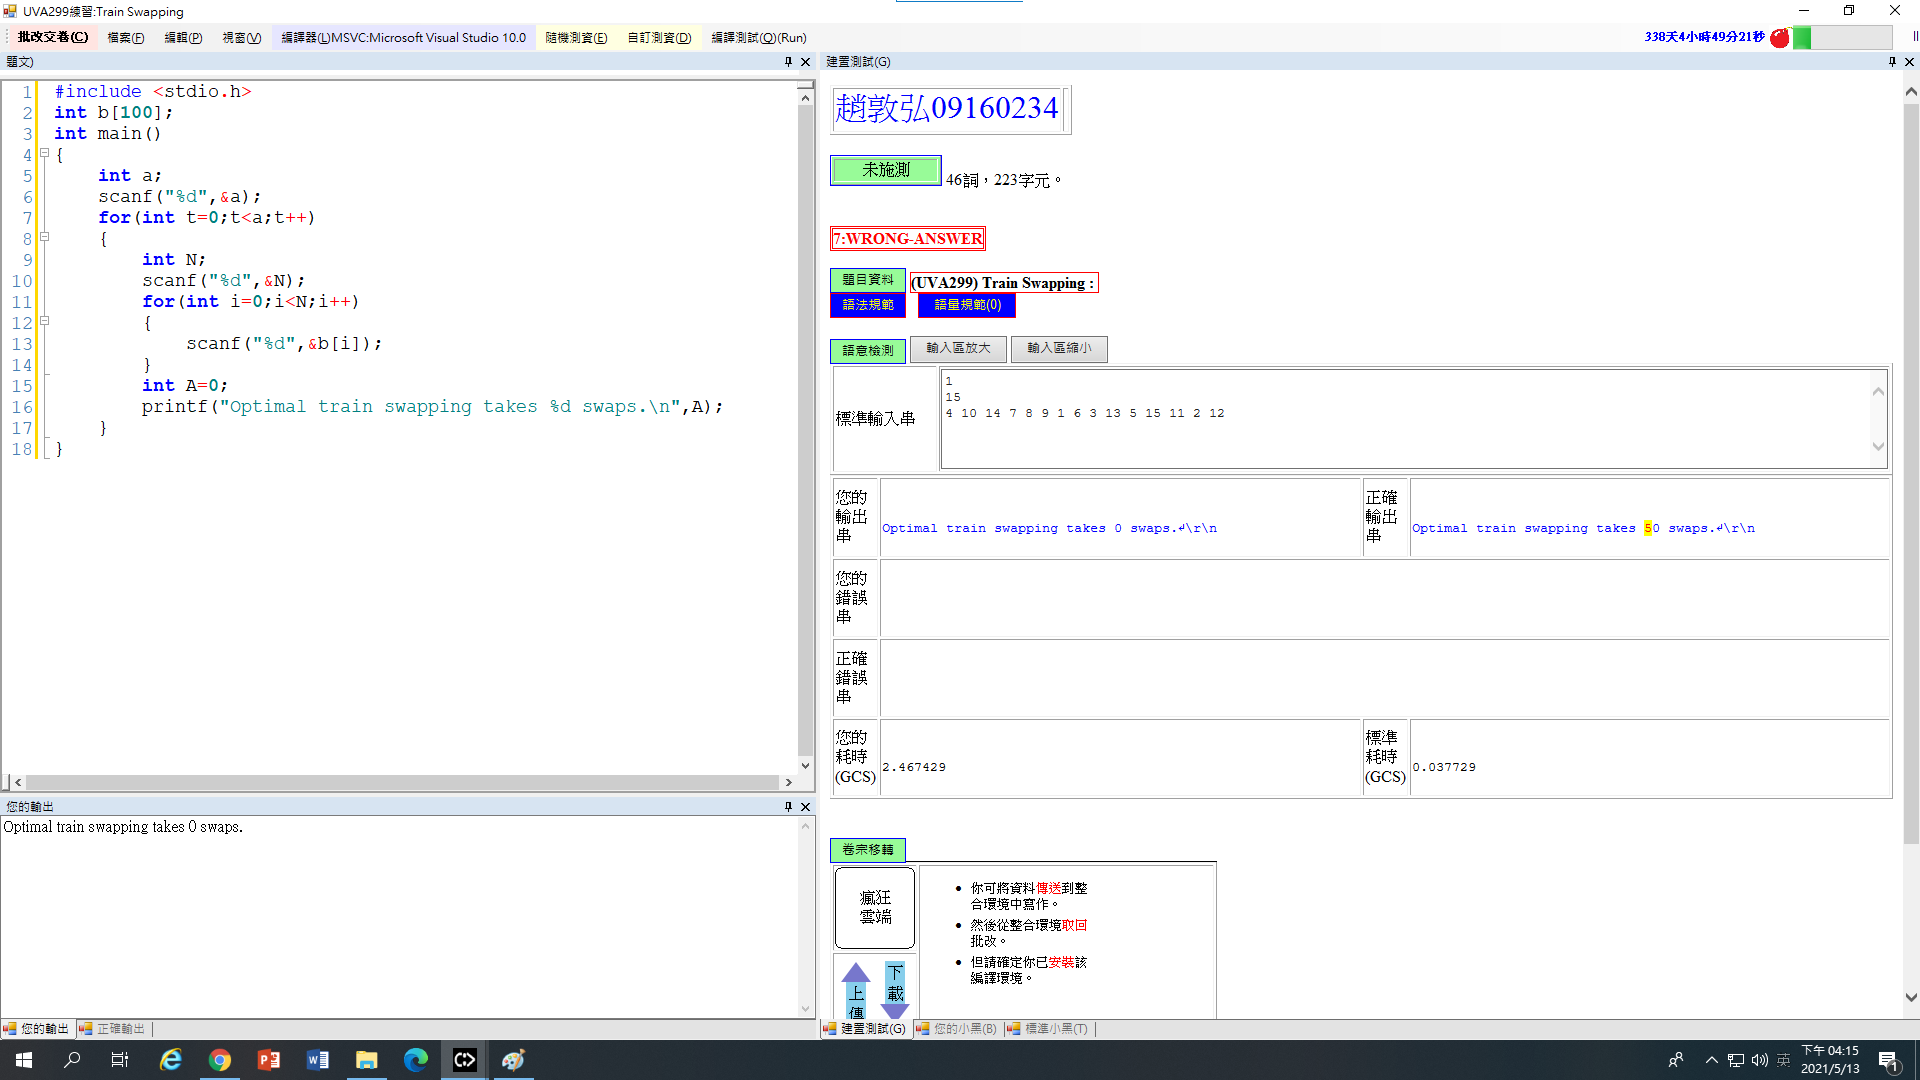 UVA299練習:Train Swapping
批改交卷(C) 檔案(F) 編輯(P) 視窗(V) 編譯器(L)MSVC:Microsoft Visual Studio 10.0 隨機測資(E) 自訂測資(D) 編譯測試(Q)(Run) 338天4小時49分21秒
題文)
1 #include <stdio.h>
2 int b[100];
3 int main()
4 {
5 int a;
6 scanf("%d",&a);
7 for(int t=0;t<a;t++)
8 {
9 int N;
10 scanf("%d",&N);
11 for(int i=0;i<N;i++)
12 {
13 scanf("%d",&b[i]);
14 }
15 int A=0;
16 printf("Optimal train swapping takes %d swaps.\n",A);
17 }
18 }
您的輸出
Optimal train swapping takes 0 swaps.
您的輸出 正確輸出
建置測試(G)
趙敦弘09160234
未施測 46詞，223字元。
7:WRONG-ANSWER
題目資料 (UVA299) Train Swapping :
語法規範 語量規範(0)
語意檢測 輸入區放大 輸入區縮小
標準輸入串
1
15
4 10 14 7 8 9 1 6 3 13 5 15 11 2 12
您的輸出串 Optimal train swapping takes 0 swaps.↲\r\n 正確輸出串 Optimal train swapping takes 50 swaps.↲\r\n
您的錯誤串
正確錯誤串
您的耗時(GCS) 2.467429 標準耗時(GCS) 0.037729
卷宗移轉
瘋狂
雲端
上傳 下載
• 你可將資料傳送到整
合環境中寫作。
• 然後從整合環境取回
批改。
• 但請確定你已安裝該
編譯環境。
建置測試(G) 您的小黑(B) 標準小黑(T)
英 下午 04:15
2021/5/13
1